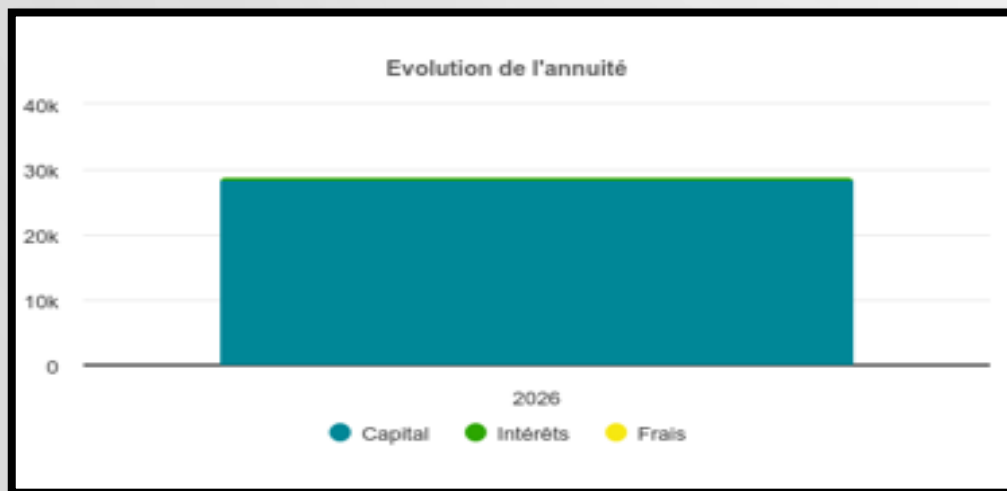 Evolution de l'annuité
40k
30k
20k
10k
0
2026
Capital Intérêts Frais